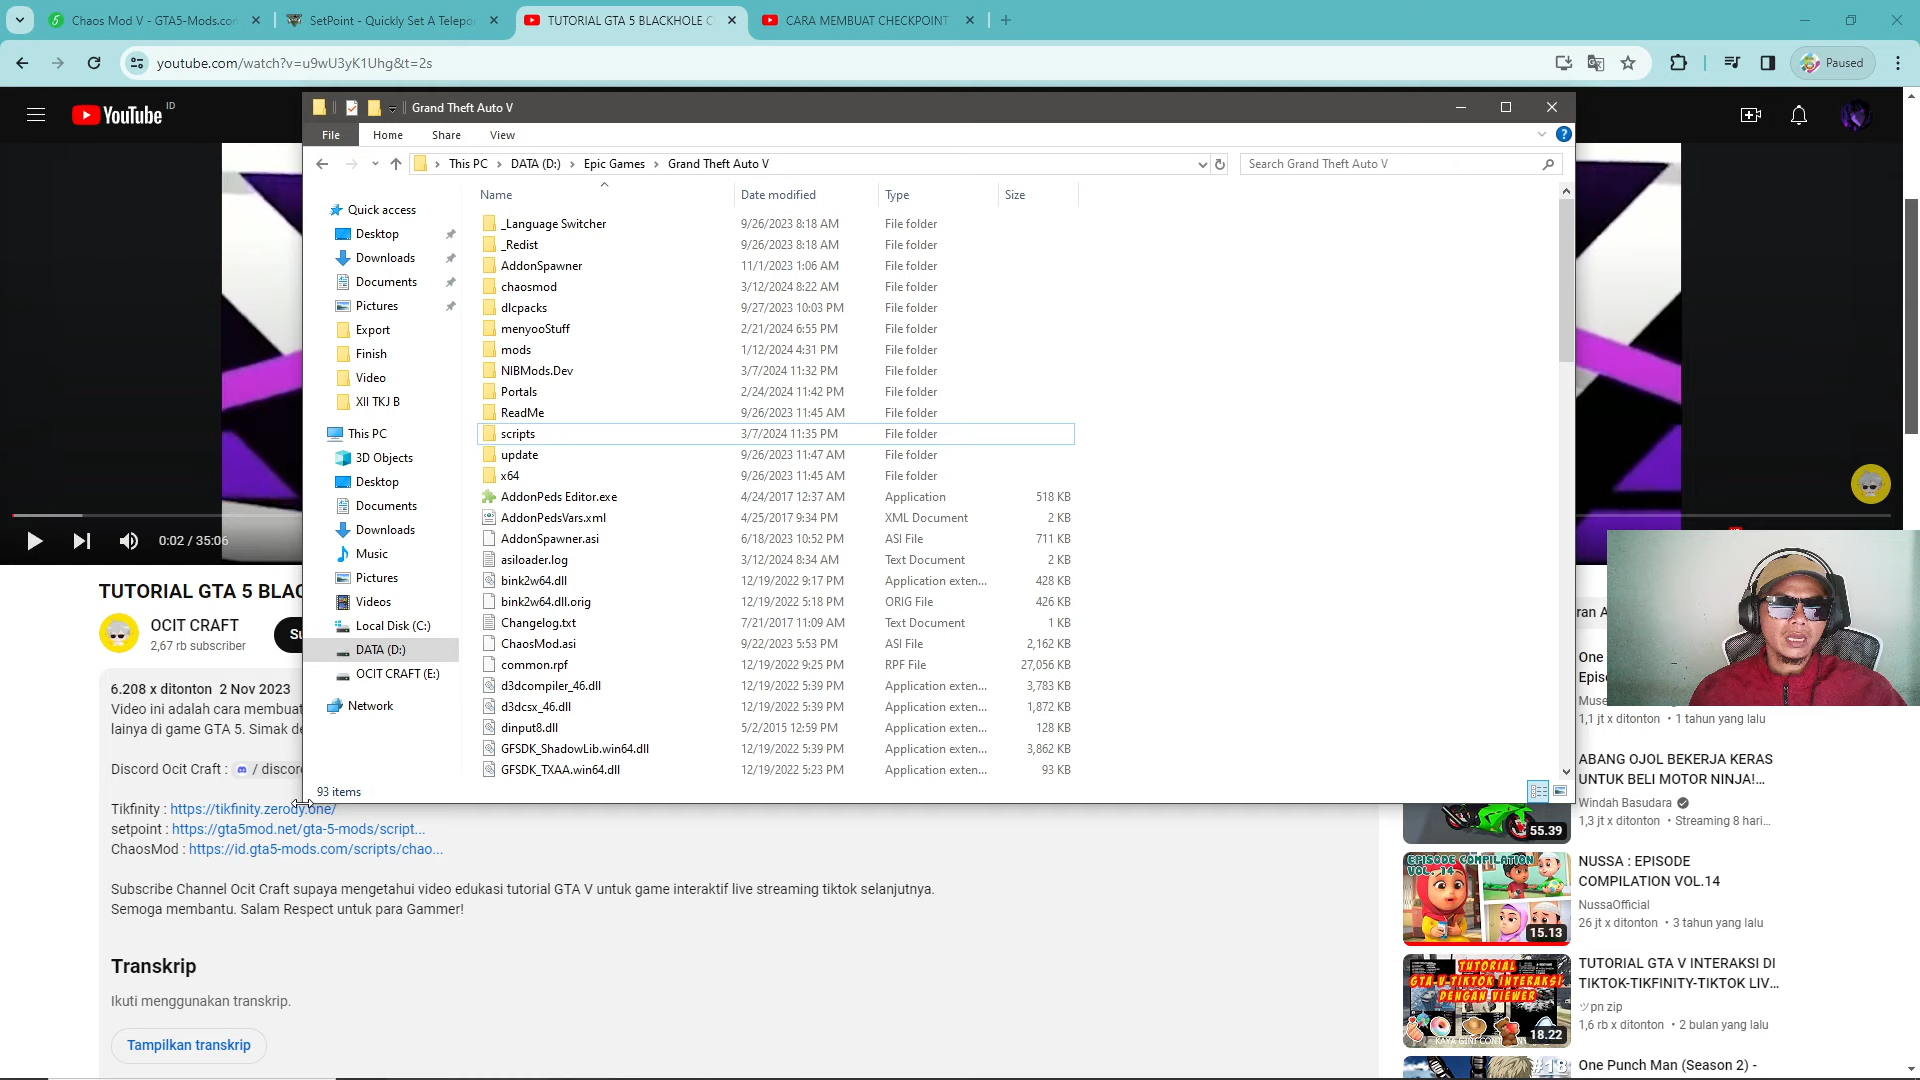 Chaos Mod V - GTA5-Mods.com
SetPoint - Quickly Set A Telepo
TUTORIAL GTA 5 BLACKHOLE C
CARA MEMBUAT CHECKPOINT
youtube.com/watch?v=u9wU3yK1Uhg&t=2s
Paused
YouTube ID
Grand Theft Auto V
File
Home
Share
View
This PC
DATA (D:)
Epic Games
Grand Theft Auto V
Search Grand Theft Auto V
Name
Date modified
Type
Size
Quick access
Desktop
Downloads
Documents
Pictures
Export
Finish
Video
XII TKJ B
This PC
3D Objects
Desktop
Documents
Downloads
Music
Pictures
Videos
Local Disk (C:)
DATA (D:)
OCIT CRAFT (E:)
Network
_Language Switcher 9/26/2023 8:18 AM File folder
_Redist 9/26/2023 8:18 AM File folder
AddonSpawner 11/1/2023 1:06 AM File folder
chaosmod 3/12/2024 8:22 AM File folder
dlcpacks 9/27/2023 10:03 PM File folder
menyooStuff 2/21/2024 6:55 PM File folder
mods 1/12/2024 4:31 PM File folder
NIBMods.Dev 3/7/2024 11:32 PM File folder
Portals 2/24/2024 11:42 PM File folder
ReadMe 9/26/2023 11:45 AM File folder
scripts 3/7/2024 11:35 PM File folder
update 9/26/2023 11:47 AM File folder
x64 9/26/2023 11:45 AM File folder
AddonPeds Editor.exe 4/24/2017 12:37 AM Application 518 KB
AddonPedsVars.xml 4/25/2017 9:34 PM XML Document 2 KB
AddonSpawner.asi 6/18/2023 10:52 PM ASI File 711 KB
asiloader.log 3/12/2024 8:34 AM Text Document 2 KB
bink2w64.dll 12/19/2022 9:17 PM Application exten... 428 KB
bink2w64.dll.orig 12/19/2022 5:18 PM ORIG File 426 KB
Changelog.txt 7/21/2017 11:09 AM Text Document 1 KB
ChaosMod.asi 9/22/2023 5:53 PM ASI File 2,162 KB
common.rpf 12/19/2022 9:25 PM RPF File 27,056 KB
d3dcompiler_46.dll 12/19/2022 5:39 PM Application exten... 3,783 KB
d3dcsx_46.dll 12/19/2022 5:39 PM Application exten... 1,872 KB
dinput8.dll 5/2/2015 12:59 PM Application exten... 128 KB
GFSDK_ShadowLib.win64.dll 12/19/2022 5:39 PM Application exten... 3,862 KB
GFSDK_TXAA.win64.dll 12/19/2022 5:23 PM Application exten... 93 KB
93 items
0:02 / 35:06
TUTORIAL GTA 5 BLAC
OCIT CRAFT
2,67 rb subscriber
Su
6.208 x ditonton 2 Nov 2023
Video ini adalah cara membuat
lainya di game GTA 5. Simak de
Discord Ocit Craft : / discor
Tikfinity : https://tikfinity.zerody.one/
setpoint : https://gta5mod.net/gta-5-mods/script...
ChaosMod : https://id.gta5-mods.com/scripts/chao...
Subscribe Channel Ocit Craft supaya mengetahui video edukasi tutorial GTA V untuk game interaktif live streaming tiktok selanjutnya.
Semoga membantu. Salam Respect untuk para Gammer!
Transkrip
Ikuti menggunakan transkrip.
Tampilkan transkrip
ran A
One
Epis
Muse
1,1 jt x ditonton • 1 tahun yang lalu
ABANG OJOL BEKERJA KERAS
UNTUK BELI MOTOR NINJA!...
Windah Basudara
1,3 jt x ditonton • Streaming 8 hari...
55.39
EPISODE COMPILATION
VOL. 14
15.13
NUSSA : EPISODE
COMPILATION VOL.14
NussaOfficial
26 jt x ditonton • 3 tahun yang lalu
TUTORIAL
GTA V-TIKTOK INTERAKSI
DENGAN VIEWER
18.22
TUTORIAL GTA V INTERAKSI DI
TIKTOK-TIKFINITY-TIKTOK LIV...
ツpn zip
1,6 rb x ditonton • 2 bulan yang lalu
#18
One Punch Man (Season 2) -